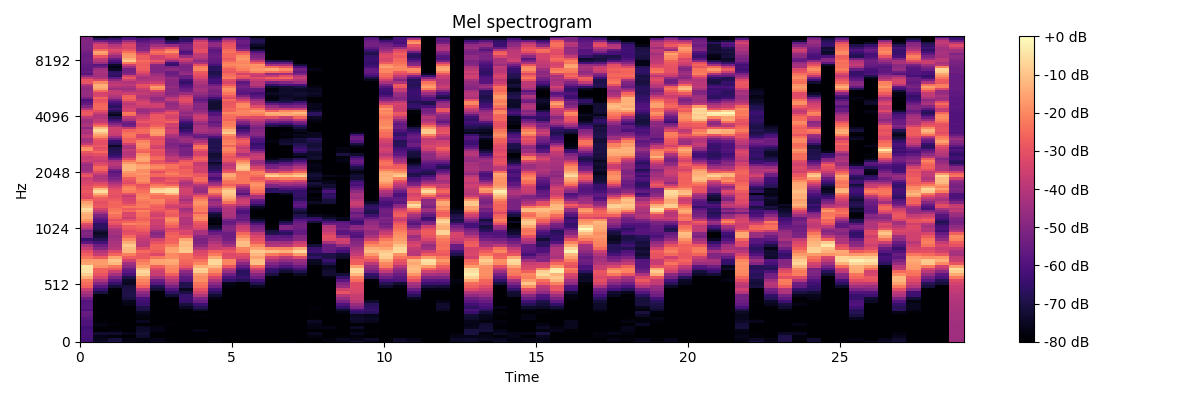 Mel spectrogram
8192
4096
2048
1024
512
0
Hz
0 5 10 15 20 25
Time
+0 dB
-10 dB
-20 dB
-30 dB
-40 dB
-50 dB
-60 dB
-70 dB
-80 dB